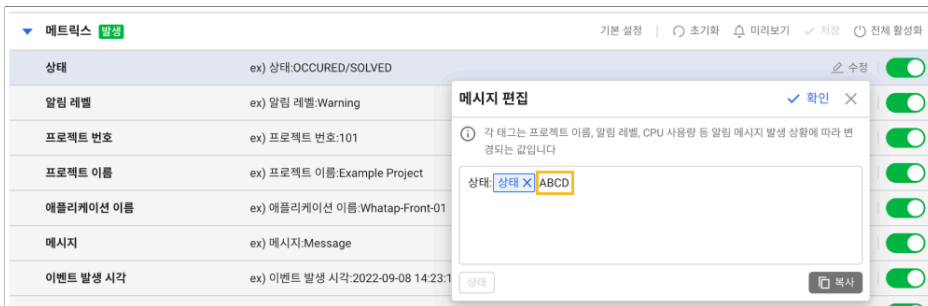 메트릭스 발생 기본 설정 초기화 미리보기 저장 전체 활성화
상태 ex) 상태:OCCURED/SOLVED 수정
알림 레벨 ex) 알림 레벨:Warning
프로젝트 번호 ex) 프로젝트 번호:101
프로젝트 이름 ex) 프로젝트 이름:Example Project
애플리케이션 이름 ex) 애플리케이션 이름:Whatap-Front-01
메시지 ex) 메시지:Message
이벤트 발생 시각 ex) 이벤트 발생 시각:2022-09-08 14:23:1
메시지 편집 확인
각 태그는 프로젝트 이름, 알림 레벨, CPU 사용량 등 알림 메시지 발생 상황에 따라 변
경되는 값입니다
상태: 상태 ABCD
상태 복사